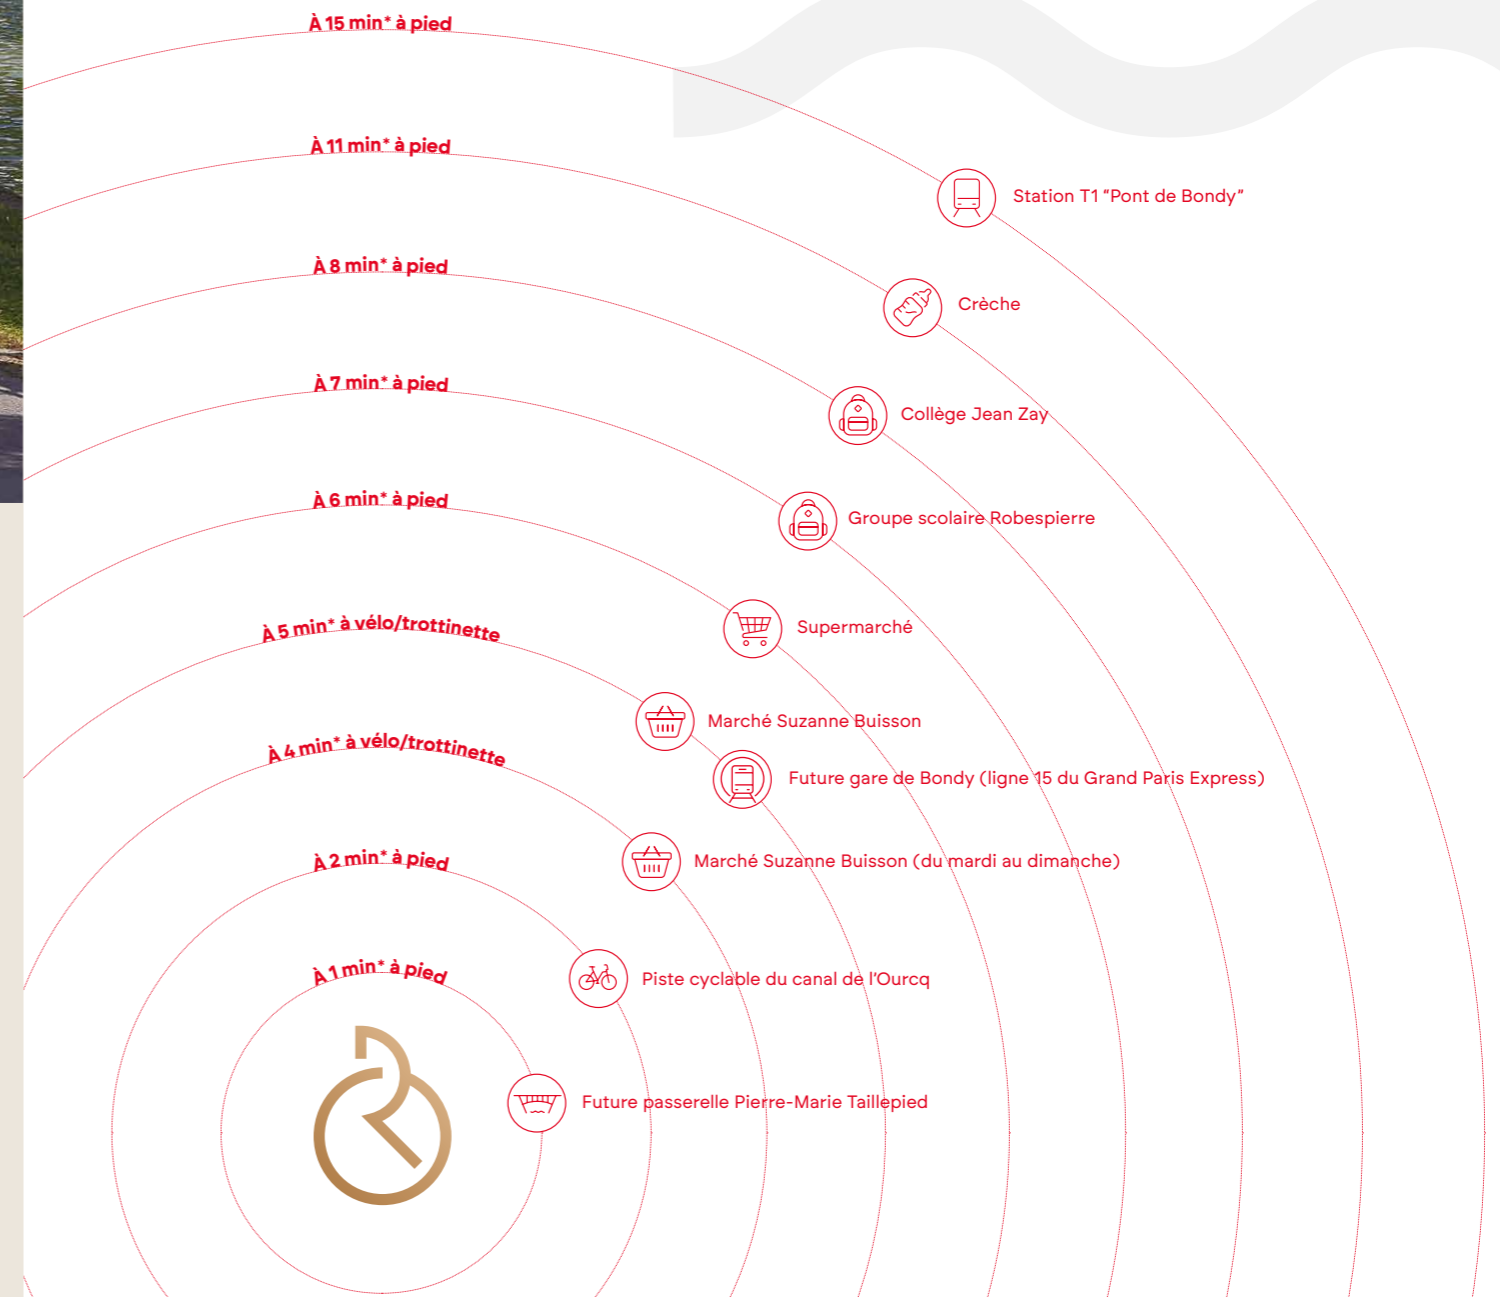 À 15 min* à pied
Station T1 “Pont de Bondy”
À 11 min* à pied
Crèche
À 8 min* à pied
Collège Jean Zay
À 7 min* à pied
Groupe scolaire Robespierre
À 6 min* à pied
Supermarché
À 5 min* à vélo/trottinette
Marché Suzanne Buisson
Future gare de Bondy (ligne 15 du Grand Paris Express)
À 4 min* à vélo/trottinette
Marché Suzanne Buisson (du mardi au dimanche)
À 2 min* à pied
Piste cyclable du canal de l’Ourcq
À 1 min* à pied
Future passerelle Pierre-Marie Taillepied